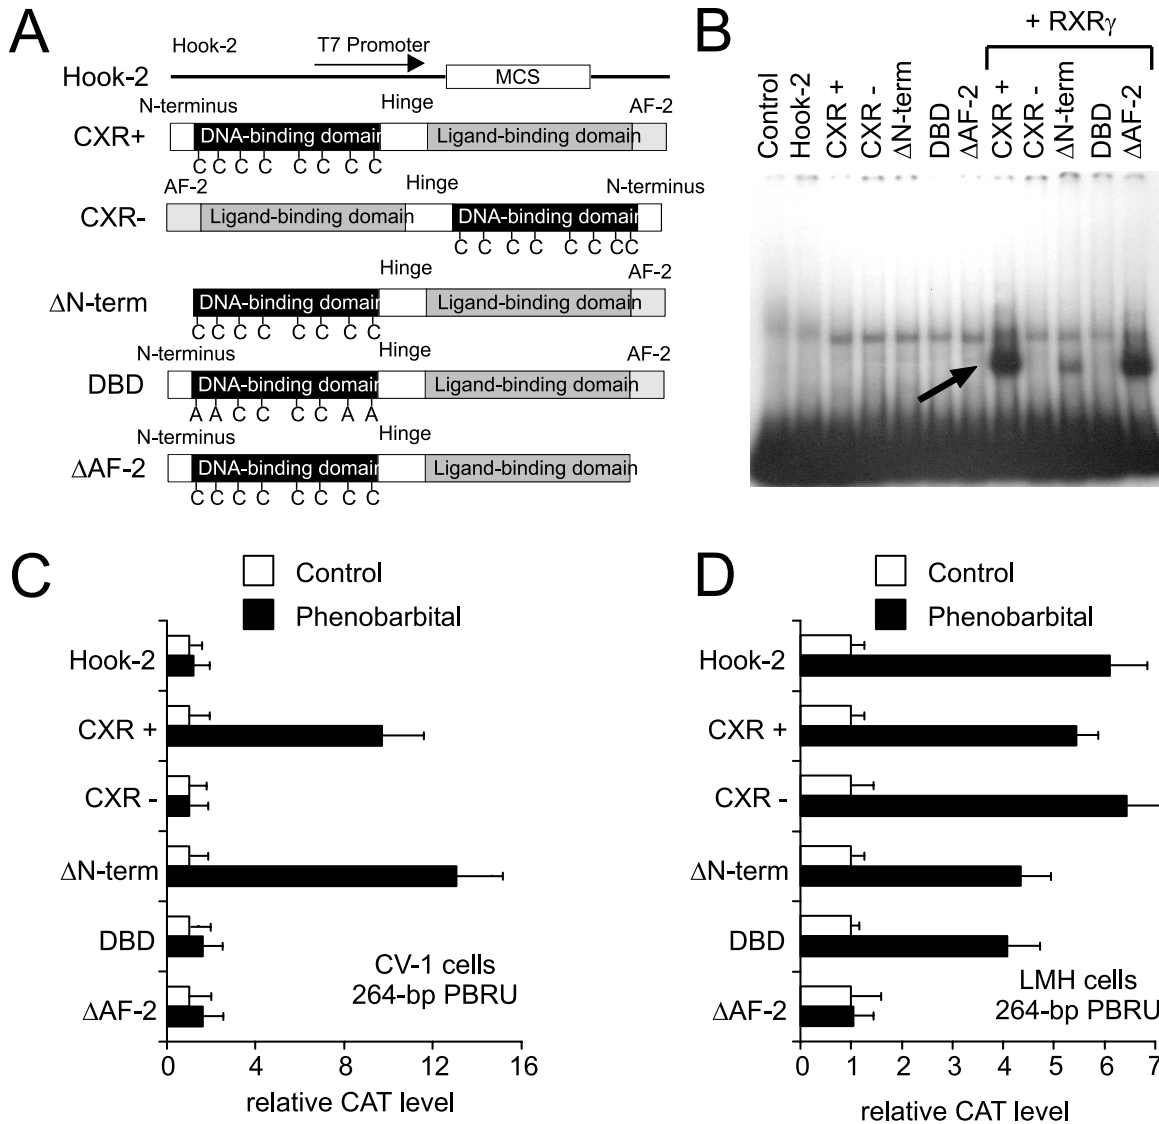 A
Hook-2
T7 Promoter
Hook-2
MCS
N-terminus
Hinge
AF-2
CXR+
DNA-binding domain
Ligand-binding domain
C C C C C C C C
AF-2
Hinge
N-terminus
CXR-
Ligand-binding domain
DNA-binding domain
C C C C C C C C
Hinge
AF-2
ΔN-term
DNA-binding domain
Ligand-binding domain
C C C C C C C C
N-terminus
Hinge
AF-2
DBD
DNA-binding domain
Ligand-binding domain
A A C C C C A A
N-terminus
Hinge
ΔAF-2
DNA-binding domain
Ligand-binding domain
C C C C C C C C
B
+ RXRγ
Control
Hook-2
CXR +
CXR -
ΔN-term
DBD
ΔAF-2
CXR +
CXR -
ΔN-term
DBD
ΔAF-2
C
Control
Phenobarbital
Hook-2
CXR +
CXR -
ΔN-term
DBD
ΔAF-2
CV-1 cells
264-bp PBRU
0 4 8 12 16
relative CAT level
D
Control
Phenobarbital
Hook-2
CXR +
CXR -
ΔN-term
DBD
ΔAF-2
LMH cells
264-bp PBRU
0 1 2 3 4 5 6 7
relative CAT level